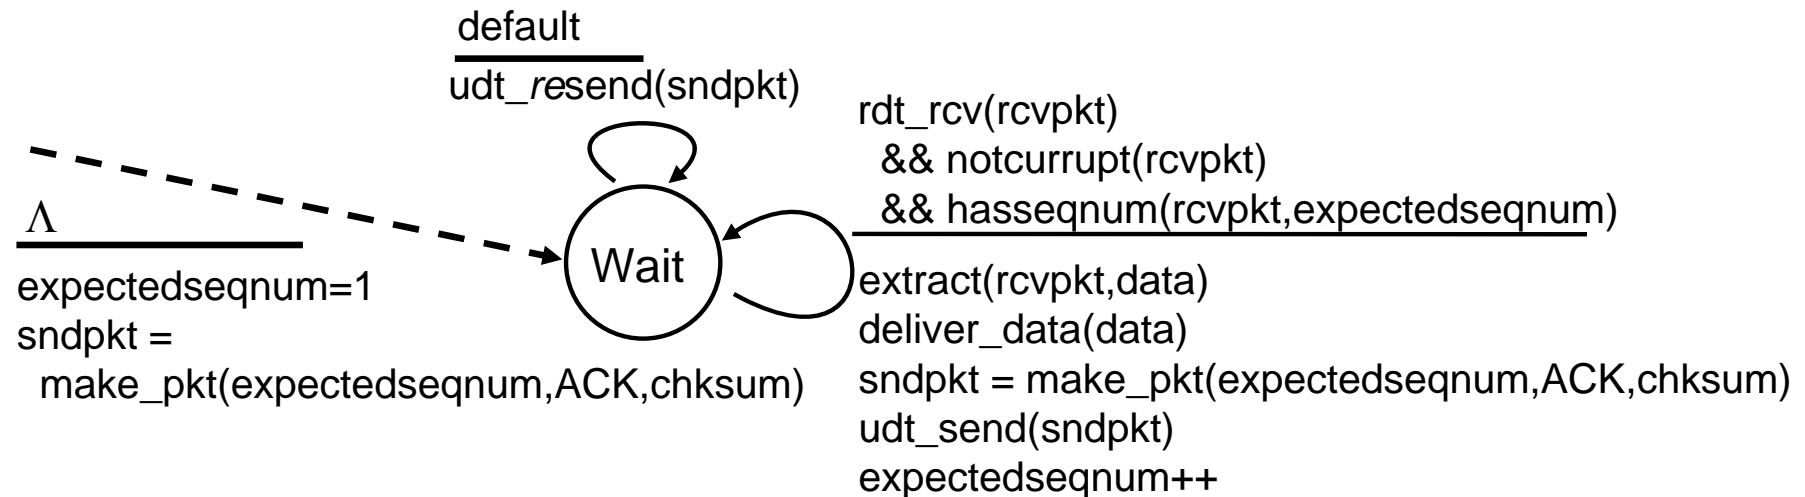 default
udt_resend(sndpkt)
rdt_rcv(rcvpkt)
&& notcurrupt(rcvpkt)
&& hasseqnum(rcvpkt,expectedseqnum)
Λ
expectedseqnum=1
sndpkt =
make_pkt(expectedseqnum,ACK,chksum)
Wait
extract(rcvpkt,data)
deliver_data(data)
sndpkt = make_pkt(expectedseqnum,ACK,chksum)
udt_send(sndpkt)
expectedseqnum++